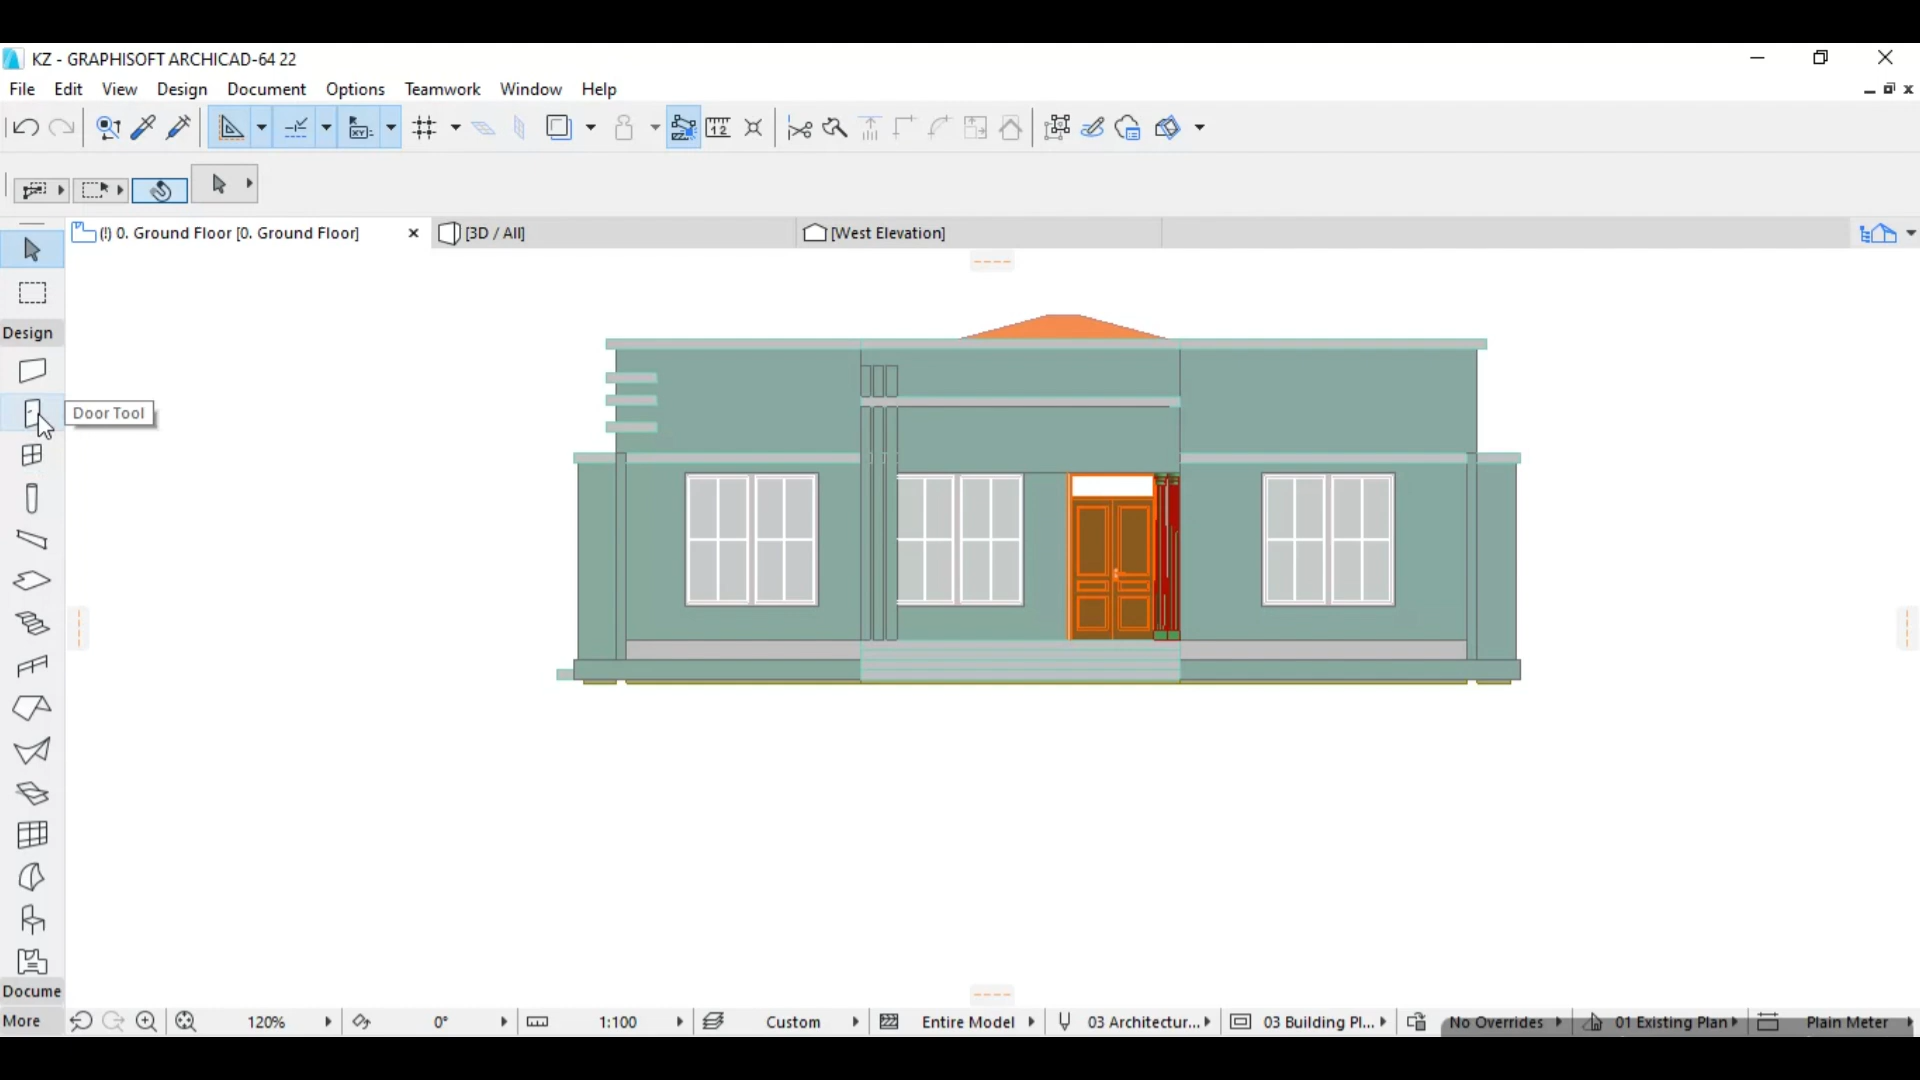 KZ - GRAPHISOFT ARCHICAD-64 22
File Edit View Design Document Options Teamwork Window Help
(!) 0. Ground Floor [0. Ground Floor]
[3D / All]
[West Elevation]
Design
Door Tool
Docume
More
120%
0°
1:100
Custom
Entire Model
03 Architectur...
03 Building Pl...
No Overrides
01 Existing Plan
Plain Meter